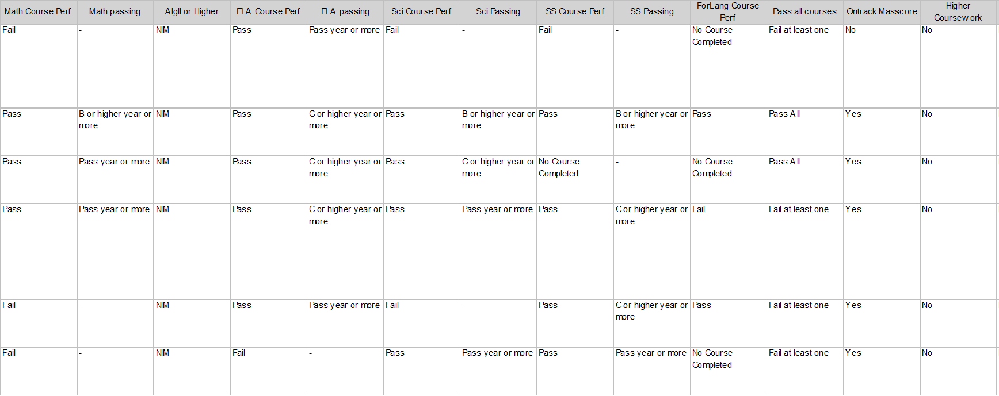 Math Course Perf Math passing AlgII or Higher ELA Course Perf ELA passing Sci Course Perf Sci Passing SS Course Perf SS Passing ForLang Course Perf Pass all courses Ontrack Masscore Higher Coursework
Fail - NIM Pass Pass year or more Fail - Fail - No Course Completed Fail at least one No No
Pass B or higher year or more NIM Pass C or higher year or more Pass B or higher year or more Pass B or higher year or more Pass Pass All Yes No
Pass Pass year or more NIM Pass C or higher year or more Pass C or higher year or more No Course Completed - No Course Completed Pass All Yes No
Pass Pass year or more NIM Pass C or higher year or more Pass Pass year or more Pass C or higher year or more Fail Fail at least one Yes No
Fail - NIM Pass Pass year or more Fail - Pass C or higher year or more Pass Fail at least one Yes No
Fail - NIM Fail - Pass Pass year or more Pass Pass year or more No Course Completed Fail at least one Yes No